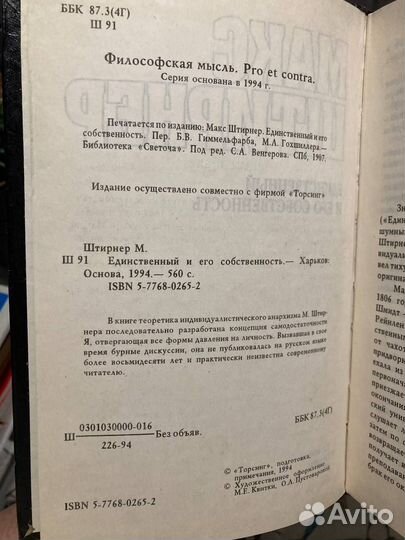 ББК 87.3(4Г)
Ш 91
Философская мысль. Pro et contra.
Серия основана в 1994 г.
Печатается по изданию: Макс Штирнер. Единственный и его
собственность. Пер. Б.В. Гиммельфарба, М.Л. Гохшиллера.—
Библиотека «Светоча». Под ред. С.А. Венгерова. СПб, 1907.
Издание осуществлено совместно с фирмой «Торсинг»
Штирнер М.
Ш 91 Единственный и его собственность.— Харьков:
Основа, 1994.— 560 с.
ISBN 5-7768-0265-2
В книге теоретика индивидуалистического анархизма М. Штир-
нера последовательно разработана концепция самодостаточности
Я, отвергающая все формы давления на личность. Вызвавшая в свое
время бурные дискуссии, она не публиковалась на русском языке
более восьмидесяти лет и практически неизвестна современному
читателю.
Ш 0301030000-016 Без объяв.
226-94
ББК 87.3(4Г)
© «Торсинг», подготовка,
примечания, 1994
© Художественное оформление,
М.Е. Квитки, О.Л. Пустоваровой
ISBN 5-7768-0265-2
Avito